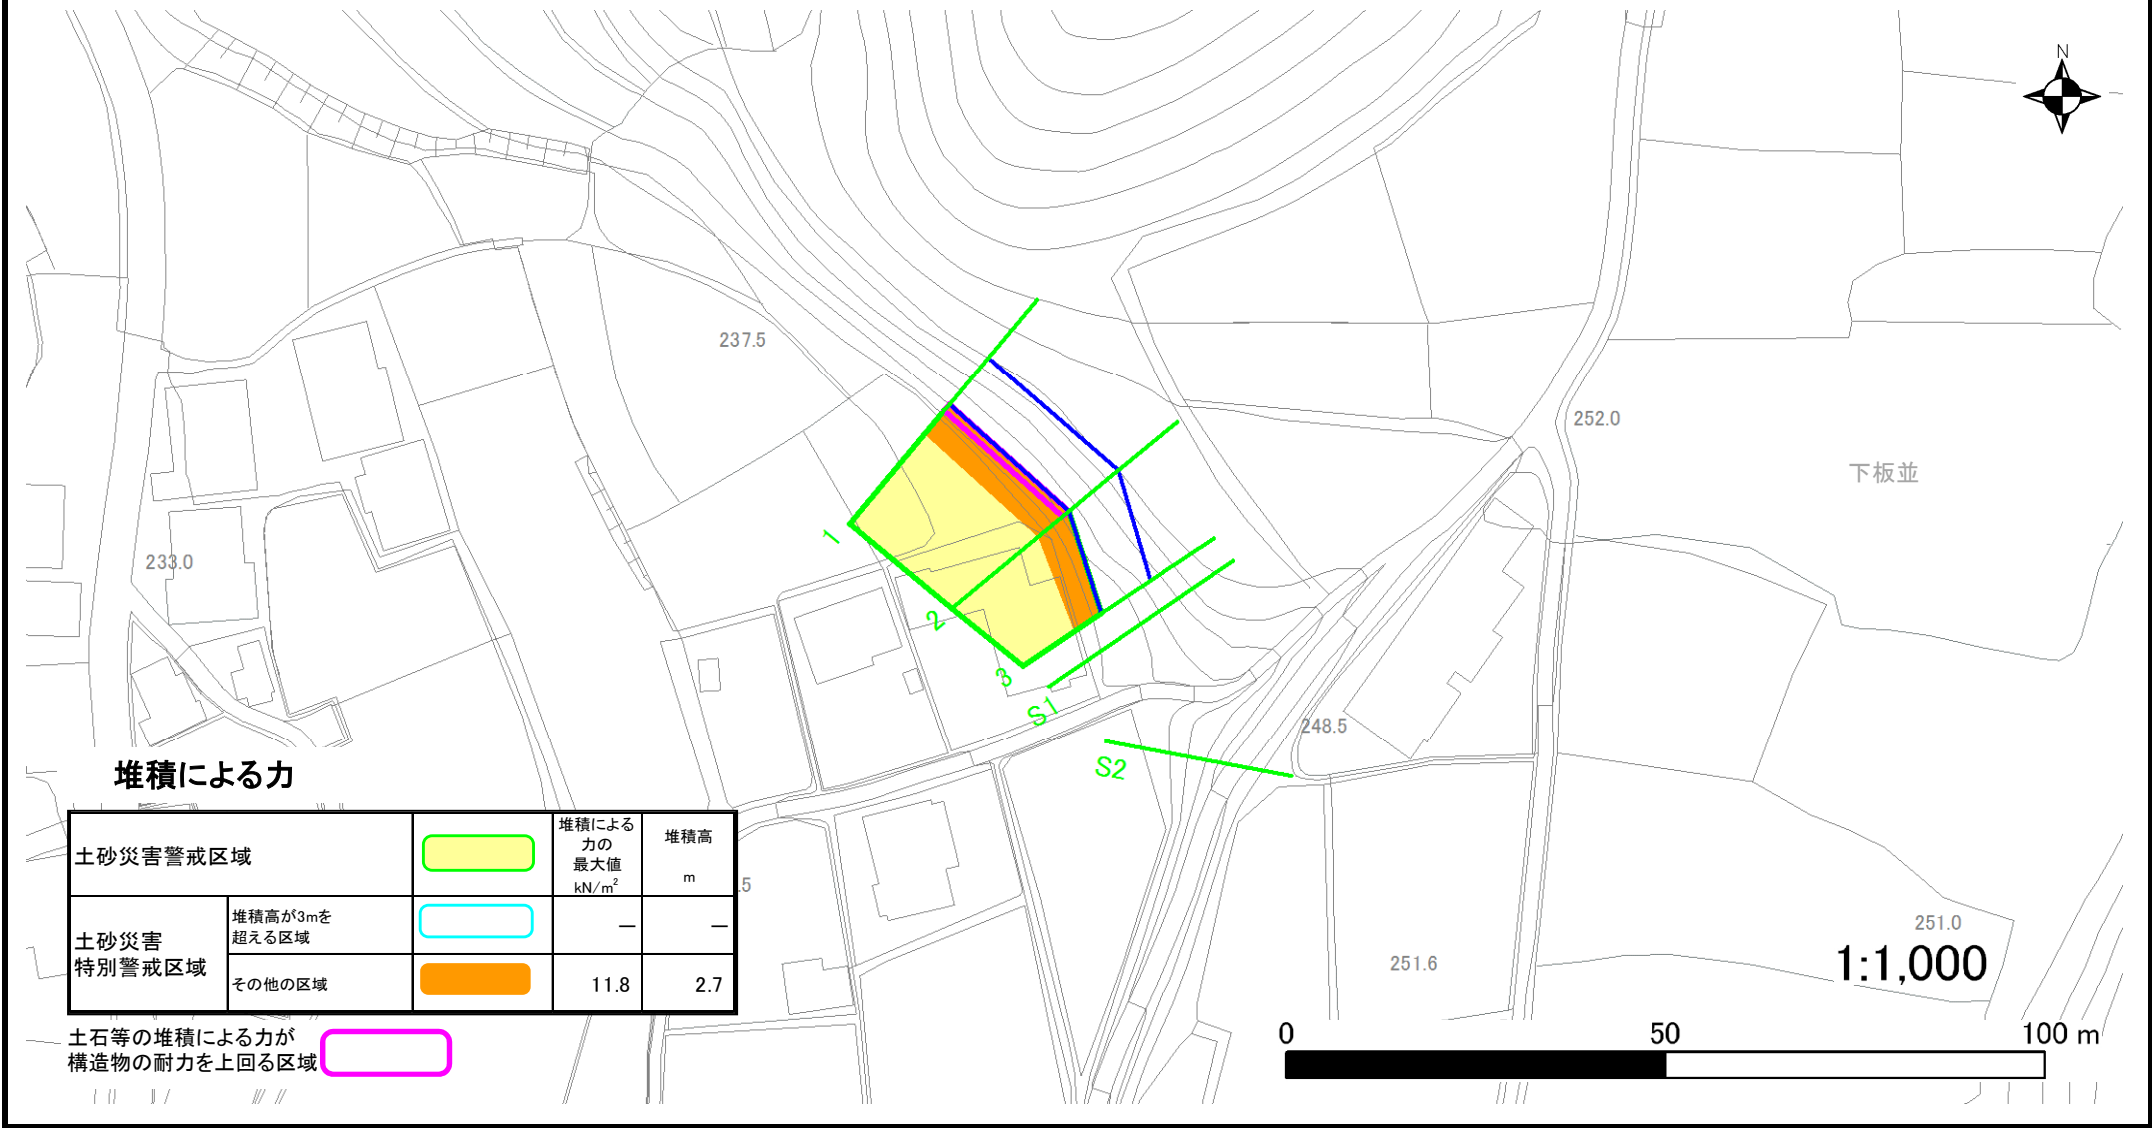 N
237.5
252.0
下板並
233.0
1
2
3
S1
S2
248.5
251.0
251.6
.5
1:1,000
0 50 100 m
堆積による力
土砂災害警戒区域
堆積による
力の
最大値
kN/m²
堆積高
m
土砂災害
特別警戒区域
堆積高が3mを
超える区域
— —
その他の区域
11.8 2.7
土石等の堆積による力が
構造物の耐力を上回る区域